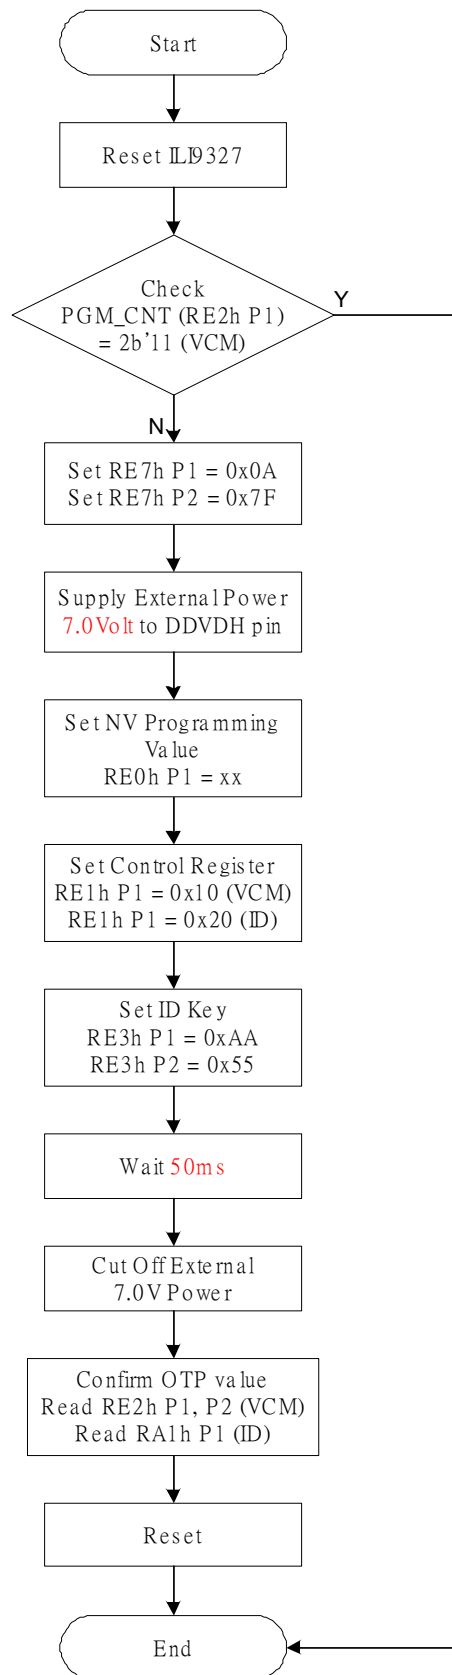 Start
Reset ILI9327
Check
PGM_CNT (RE2h P1)
= 2b'11 (VCM)
Y
N
Set RE7h P1 = 0x0A
Set RE7h P2 = 0x7F
Supply External Power
7.0Volt to DDVDH pin
Set NV Programming
Value
RE0h P1 = xx
Set Control Register
RE1h P1 = 0x10 (VCM)
RE1h P1 = 0x20 (ID)
Set ID Key
RE3h P1 = 0xAA
RE3h P2 = 0x55
Wait 50ms
Cut Off External
7.0V Power
Confirm OTP value
Read RE2h P1, P2 (VCM)
Read RA1h P1 (ID)
Reset
End